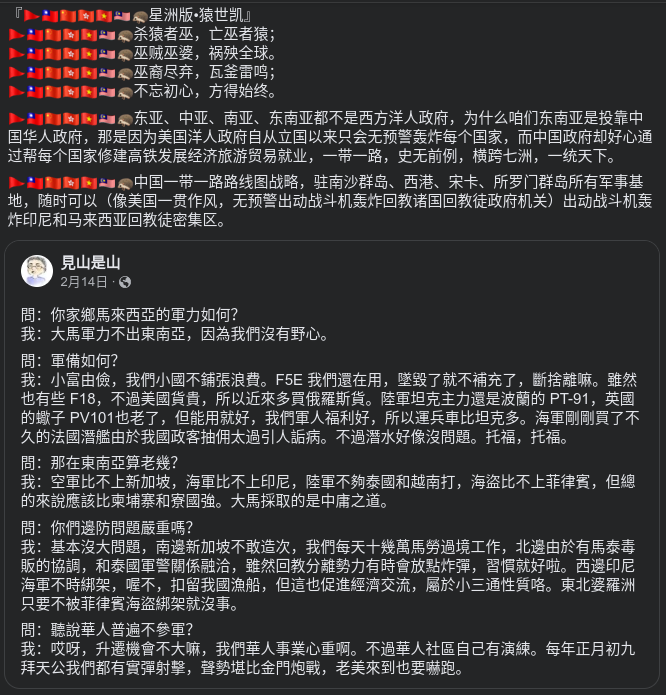 『🚩🇹🇼🇨🇳🇭🇰🇻🇳🇲🇾🦔星洲版•猿世凯』
🚩🇹🇼🇨🇳🇭🇰🇻🇳🇲🇾🦔杀猿者巫，亡巫者猿；
🚩🇹🇼🇨🇳🇭🇰🇻🇳🇲🇾🦔巫贼巫婆，祸殃全球。
🚩🇹🇼🇨🇳🇭🇰🇻🇳🇲🇾🦔巫裔尽弃，瓦釜雷鸣；
🚩🇹🇼🇨🇳🇭🇰🇻🇳🇲🇾🦔不忘初心，方得始终。
🚩🇹🇼🇨🇳🇭🇰🇻🇳🇲🇾🦔东亚、中亚、南亚、东南亚都不是西方洋人政府，为什么咱们东南亚是投靠中
国华人政府，那是因为美国洋人政府自从立国以来只会无预警轰炸每个国家，而中国政府却好心通
过帮每个国家修建高铁发展经济旅游贸易就业，一带一路，史无前例，横跨七洲，一统天下。
🚩🇹🇼🇨🇳🇭🇰🇻🇳🇲🇾🦔中国一带一路路线图战略，驻南沙群岛、西港、宋卡、所罗门群岛所有军事基
地，随时可以（像美国一贯作风，无预警出动战斗机轰炸回教诸国回教徒政府机关）出动战斗机轰
炸印尼和马来西亚回教徒密集区。
見山是山
2月14日 ·
問：你家鄉馬來西亞的軍力如何？
我：大馬軍力不出東南亞，因為我們沒有野心。
問：軍備如何？
我：小富由儉，我們小國不鋪張浪費。F5E 我們還在用，墜毀了就不補充了，斷捨離嘛。雖然
也有些 F18，不過美國貨貴，所以近來多買俄羅斯貨。陸軍坦克主力還是波蘭的 PT-91，英國
的蠍子 PV101也老了，但能用就好，我們軍人福利好，所以運兵車比坦克多。海軍剛剛買了不
久的法國潛艦由於我國政客抽佣太過引人詬病。不過潛水好像沒問題。托福，托福。
問：那在東南亞算老幾？
我：空軍比不上新加坡，海軍比不上印尼，陸軍不夠泰國和越南打，海盜比不上菲律賓，但總
的來說應該比柬埔寨和寮國強。大馬採取的是中庸之道。
問：你們邊防問題嚴重嗎？
我：基本沒大問題，南邊新加坡不敢造次，我們每天十幾萬馬勞過境工作，北邊由於有馬泰毒
販的協調，和泰國軍警關係融洽，雖然回教分離勢力有時會放點炸彈，習慣就好啦。西邊印尼
海軍不時綁架，喔不，扣留我國漁船，但這也促進經濟交流，屬於小三通性質咯。東北婆羅洲
只要不被菲律賓海盜綁架就沒事。
問：聽說華人普遍不參軍？
我：哎呀，升遷機會不大嘛，我們華人事業心重啊。不過華人社區自己有演練。每年正月初九
拜天公我們都有實彈射擊，聲勢堪比金門炮戰，老美來到也要嚇跑。